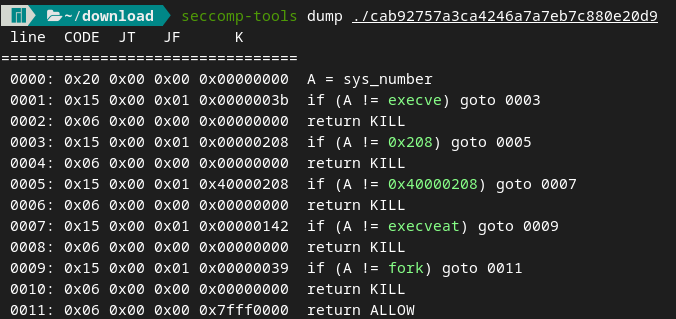 ~/download seccomp-tools dump ./cab92757a3ca4246a7a7eb7c880e20d9
line CODE JT JF K
=================================
0000: 0x20 0x00 0x00 0x00000000 A = sys_number
0001: 0x15 0x00 0x01 0x0000003b if (A != execve) goto 0003
0002: 0x06 0x00 0x00 0x00000000 return KILL
0003: 0x15 0x00 0x01 0x00000208 if (A != 0x208) goto 0005
0004: 0x06 0x00 0x00 0x00000000 return KILL
0005: 0x15 0x00 0x01 0x40000208 if (A != 0x40000208) goto 0007
0006: 0x06 0x00 0x00 0x00000000 return KILL
0007: 0x15 0x00 0x01 0x00000142 if (A != execveat) goto 0009
0008: 0x06 0x00 0x00 0x00000000 return KILL
0009: 0x15 0x00 0x01 0x00000039 if (A != fork) goto 0011
0010: 0x06 0x00 0x00 0x00000000 return KILL
0011: 0x06 0x00 0x00 0x7fff0000 return ALLOW